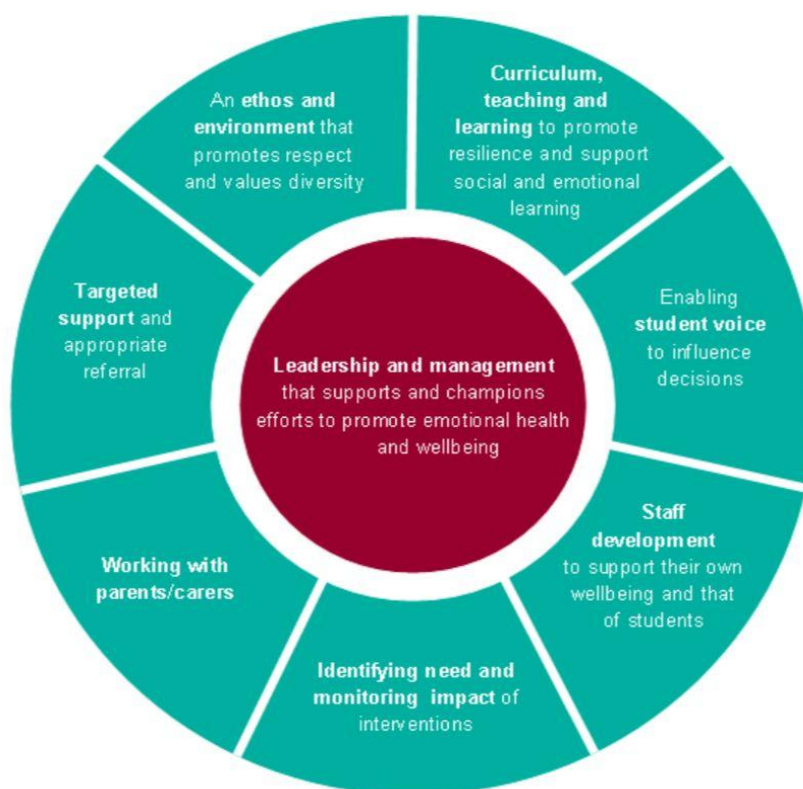 An ethos and
environment that
promotes respect
and values diversity
Curriculum,
teaching and
learning to promote
resilience and support
social and emotional
learning
Enabling
student voice
to influence
decisions
Staff
development
to support their own
wellbeing and that
of students
Identifying need and
monitoring impact of
interventions
Working with
parents/carers
Targeted
support and
appropriate
referral
Leadership and management
that supports and champions
efforts to promote emotional health
and wellbeing